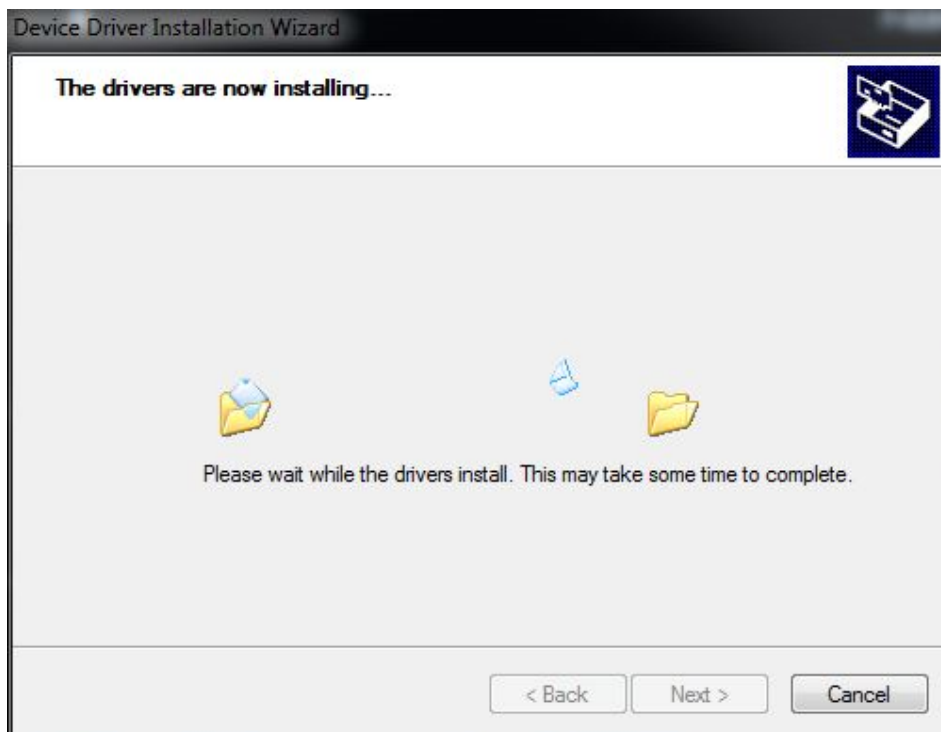 Device Driver Installation Wizard
The drivers are now installing...
Please wait while the drivers install. This may take some time to complete.
< Back
Next >
Cancel